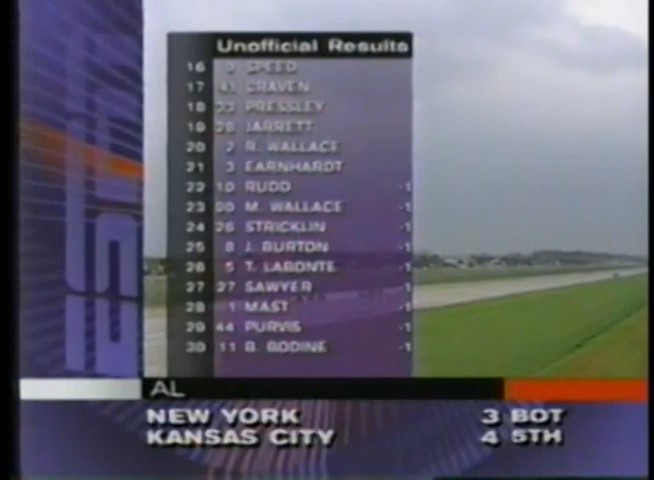 Unofficial Results
16 9 SPEED
17 41 CRAVEN
18 33 PRESSLEY
19 28 JARRETT
20 2 R. WALLACE
21 3 EARNHARDT
22 10 RUDD -1
23 90 M. WALLACE -1
24 26 STRICKLIN -1
25 8 J. BURTON -1
26 5 T. LABONTE -1
27 27 SAWYER -1
28 1 MAST -1
29 44 PURVIS -1
30 11 B. BODINE -1
AL
NEW YORK 3 BOT
KANSAS CITY 4 5TH